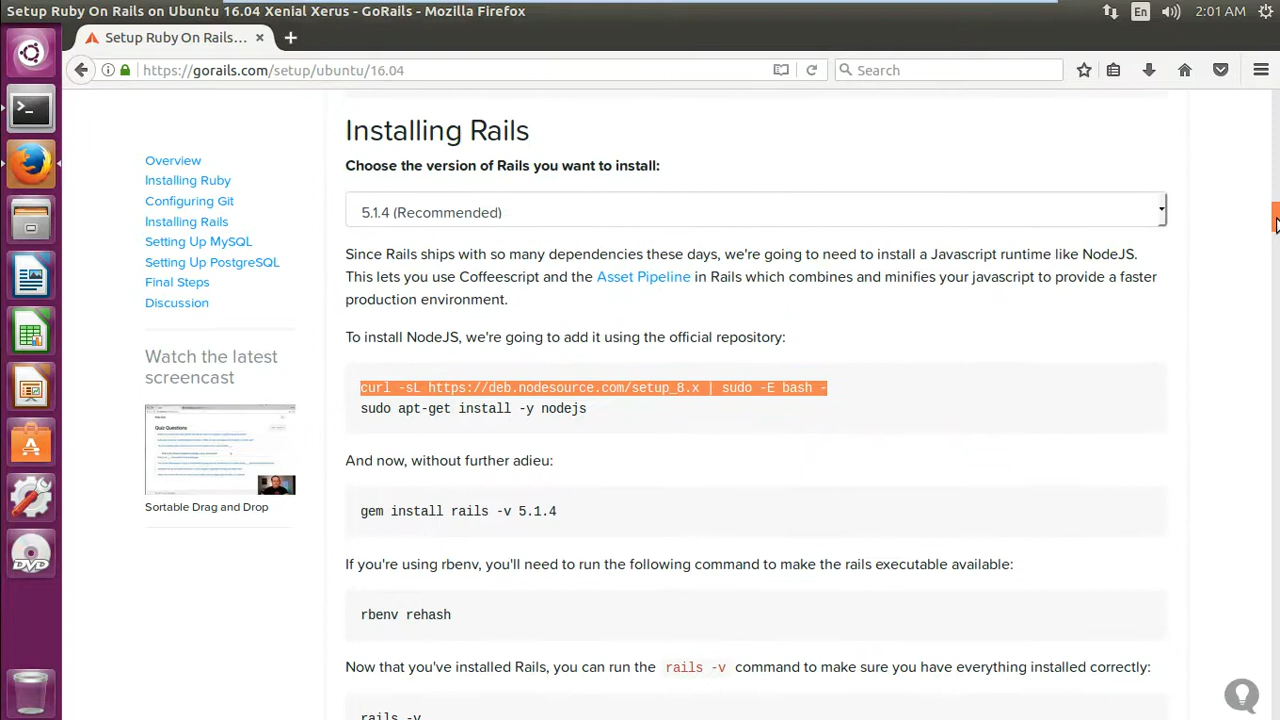 Setup Ruby On Rails on Ubuntu 16.04 Xenial Xerus - GoRails - Mozilla Firefox
En
2:01 AM
Setup Ruby On Rails...
https://gorails.com/setup/ubuntu/16.04
Search
Overview
Installing Ruby
Configuring Git
Installing Rails
Setting Up MySQL
Setting Up PostgreSQL
Final Steps
Discussion
Watch the latest
screencast
Quiz Questions
Sortable Drag and Drop
Installing Rails
Choose the version of Rails you want to install:
5.1.4 (Recommended)
Since Rails ships with so many dependencies these days, we're going to need to install a Javascript runtime like NodeJS.
This lets you use Coffeescript and the Asset Pipeline in Rails which combines and minifies your javascript to provide a faster
production environment.
To install NodeJS, we're going to add it using the official repository:
curl -sL https://deb.nodesource.com/setup_8.x | sudo -E bash -
sudo apt-get install -y nodejs
And now, without further adieu:
gem install rails -v 5.1.4
If you're using rbenv, you'll need to run the following command to make the rails executable available:
rbenv rehash
Now that you've installed Rails, you can run the rails -v command to make sure you have everything installed correctly:
rails -v
DVD